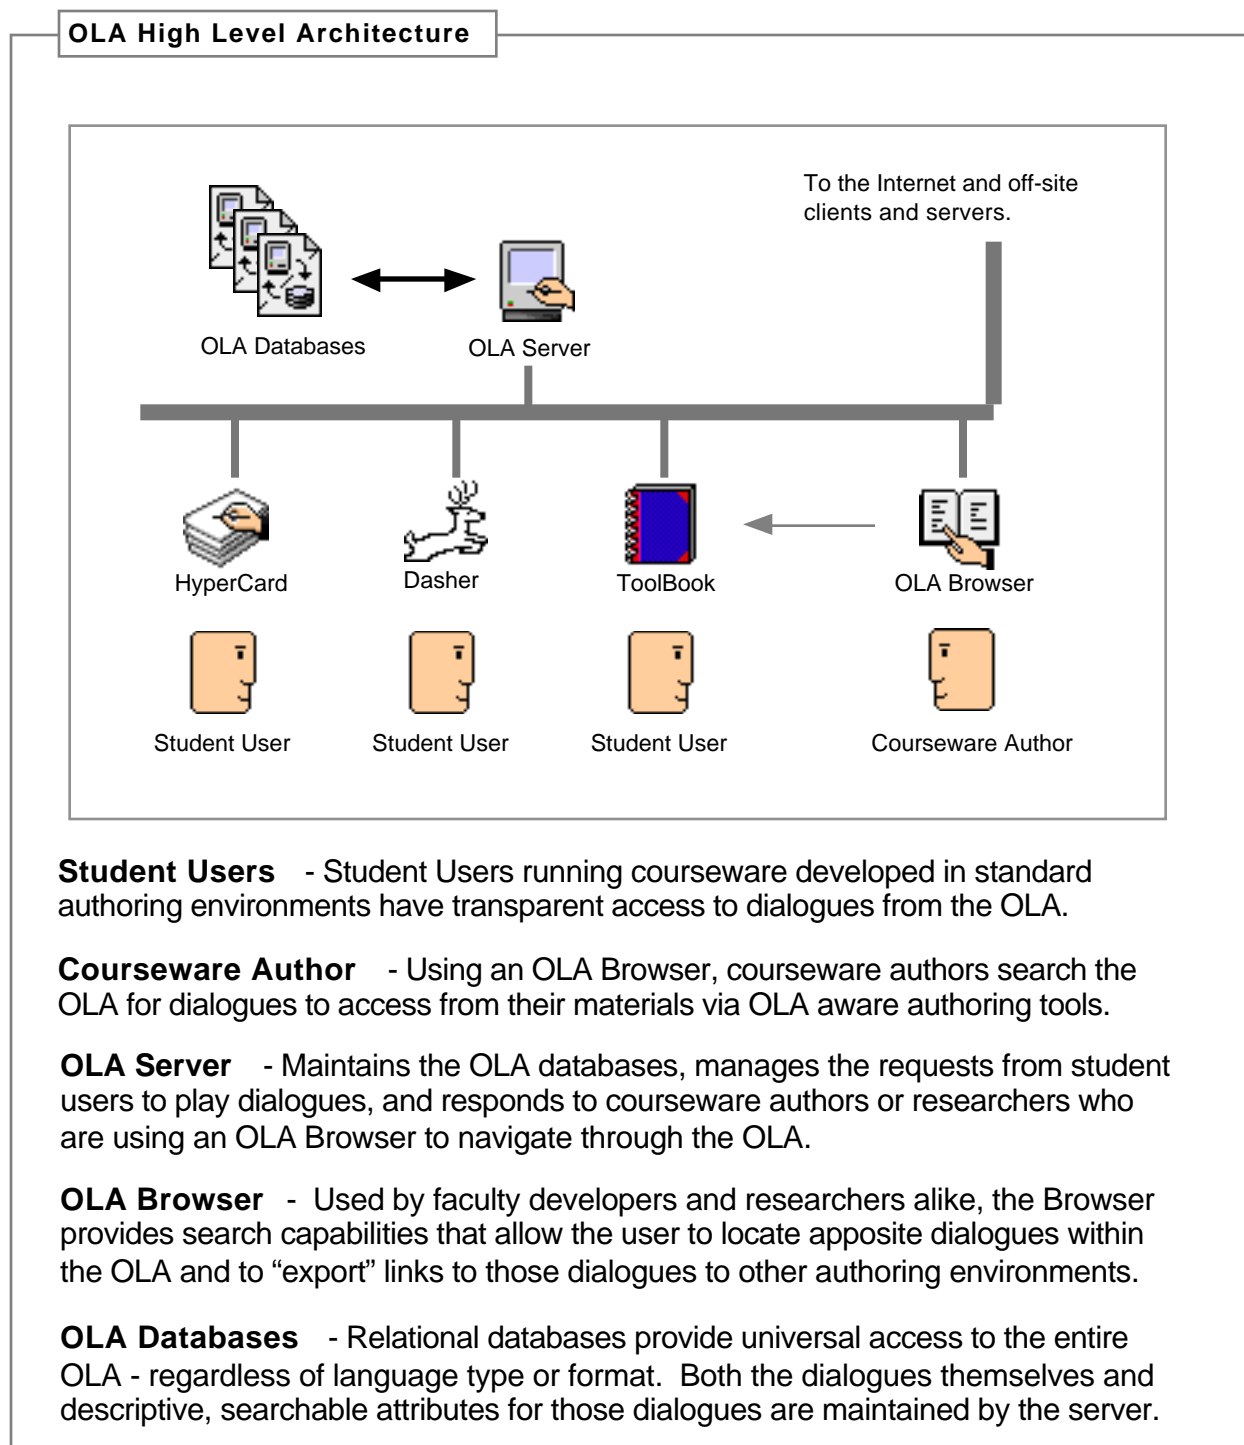 OLA High Level Architecture
To the Internet and off-site
clients and servers.
OLA Databases
OLA Server
HyperCard
Dasher
ToolBook
OLA Browser
Student User
Student User
Student User
Courseware Author
Student Users - Student Users running courseware developed in standard
authoring environments have transparent access to dialogues from the OLA.
Courseware Author - Using an OLA Browser, courseware authors search the
OLA for dialogues to access from their materials via OLA aware authoring tools.
OLA Server - Maintains the OLA databases, manages the requests from student
users to play dialogues, and responds to courseware authors or researchers who
are using an OLA Browser to navigate through the OLA.
OLA Browser - Used by faculty developers and researchers alike, the Browser
provides search capabilities that allow the user to locate apposite dialogues within
the OLA and to “export” links to those dialogues to other authoring environments.
OLA Databases - Relational databases provide universal access to the entire
OLA - regardless of language type or format. Both the dialogues themselves and
descriptive, searchable attributes for those dialogues are maintained by the server.